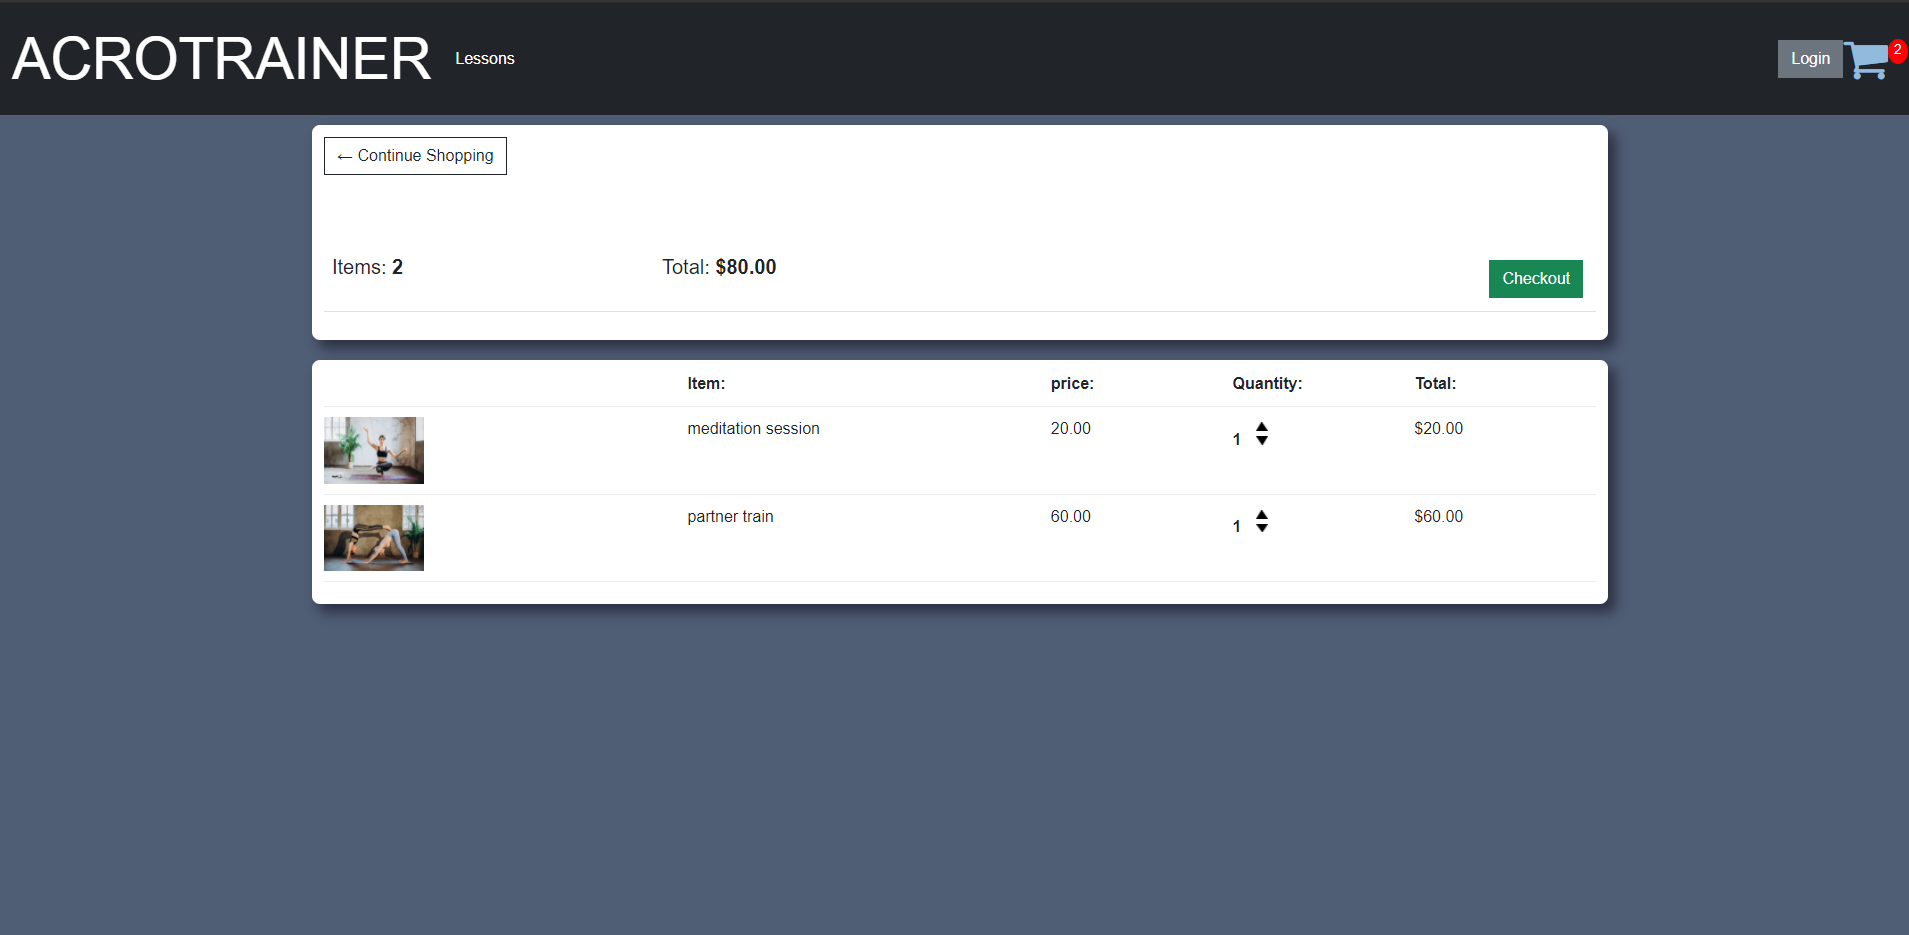 ACROTRAINER Lessons Login 2
← Continue Shopping
Items: 2 Total: $80.00 Checkout
Item: price: Quantity: Total:
meditation session 20.00 1 $20.00
partner train 60.00 1 $60.00